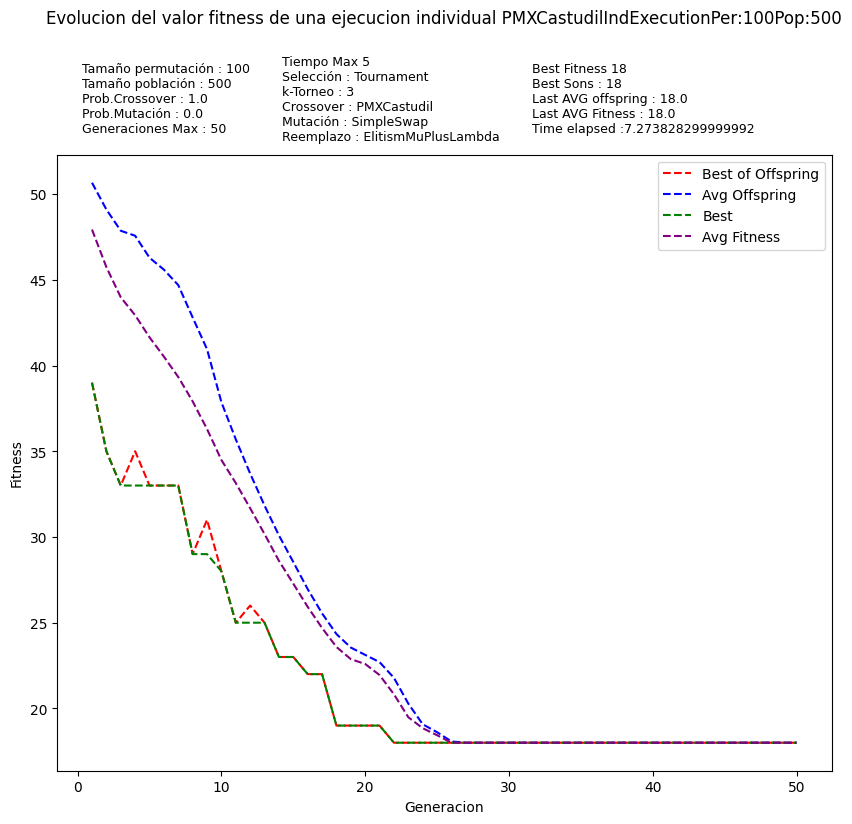 Evolucion del valor fitness de una ejecucion individual PMXCastudilIndExecutionPer:100Pop:500
Tamaño permutación : 100
Tamaño población : 500
Prob.Crossover : 1.0
Prob.Mutación : 0.0
Generaciones Max : 50
Tiempo Max 5
Selección : Tournament
k-Torneo : 3
Crossover : PMXCastudil
Mutación : SimpleSwap
Reemplazo : ElitismMuPlusLambda
Best Fitness 18
Best Sons : 18
Last AVG offspring : 18.0
Last AVG Fitness : 18.0
Time elapsed :7.273828299999992
Best of Offspring
Avg Offspring
Best
Avg Fitness
50
45
40
35
30
25
20
Fitness
0
10
20
30
40
50
Generacion